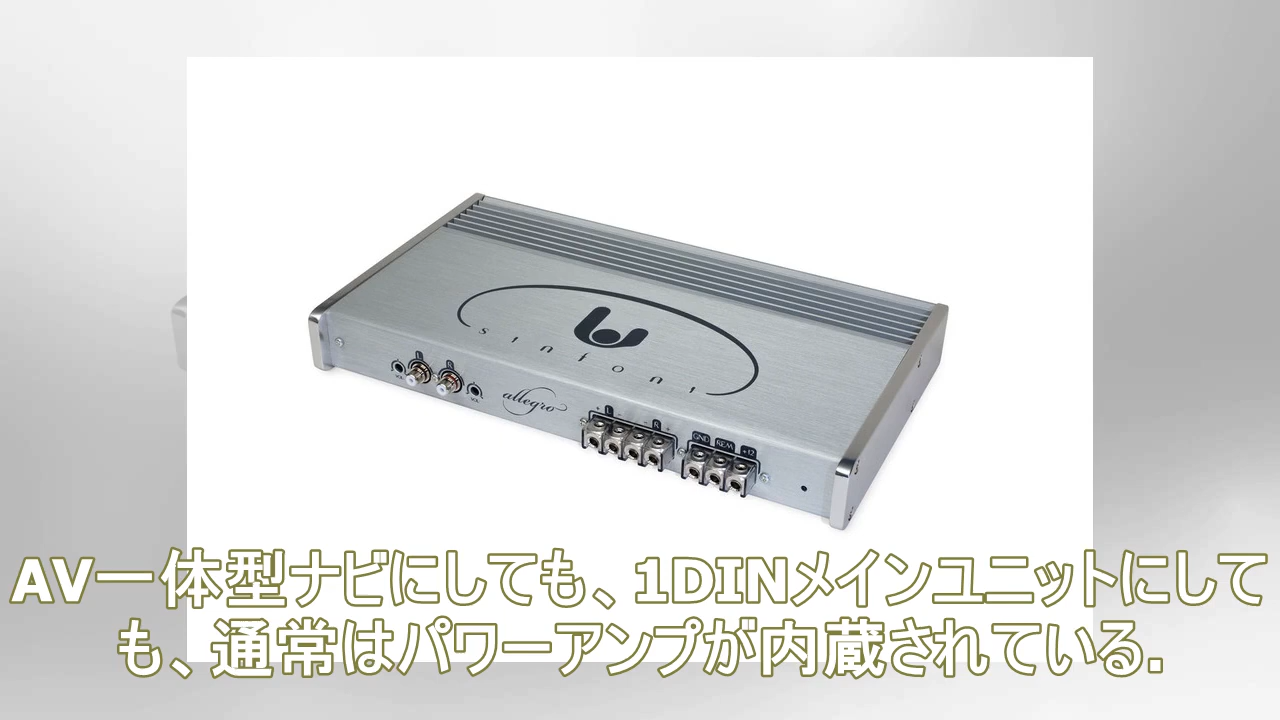 sinfoni
L
R
VOL
VOL
allegro
+ L -
- R +
GND REM +12
AV一体型ナビにしても、1DINメインユニットにして
も、通常はパワーアンプが内蔵されている.